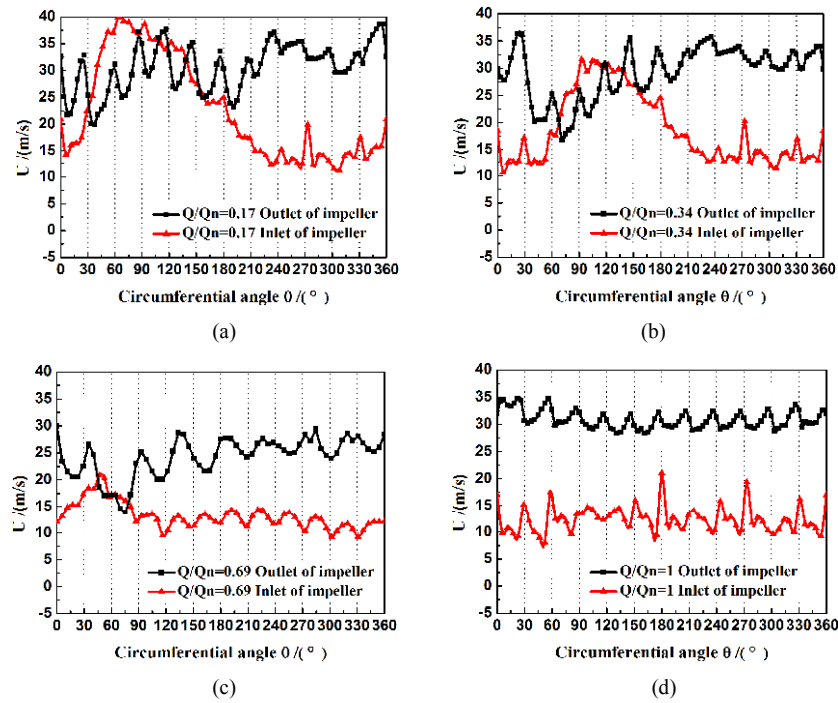 40
35
30
25
20
15
10
5
0
-5
U /(m/s)
Q/Qn=0.17 Outlet of impeller
Q/Qn=0.17 Inlet of impeller
0 30 60 90 120 150 180 210 240 270 300 330 360
Circumferential angle θ /( ° )
(a)
40
35
30
25
20
15
10
5
0
-5
U /(m/s)
Q/Qn=0.34 Outlet of impeller
Q/Qn=0.34 Inlet of impeller
0 30 60 90 120 150 180 210 240 270 300 330 360
Circumferential angle θ /( ° )
(b)
40
35
30
25
20
15
10
5
0
-5
U /(m/s)
Q/Qn=0.69 Outlet of impeller
Q/Qn=0.69 Inlet of impeller
0 30 60 90 120 150 180 210 240 270 300 330 360
Circumferential angle θ /( ° )
(c)
40
35
30
25
20
15
10
5
0
-5
U /(m/s)
Q/Qn=1 Outlet of impeller
Q/Qn=1 Inlet of impeller
0 30 60 90 120 150 180 210 240 270 300 330 360
Circumferential angle θ /( ° )
(d)